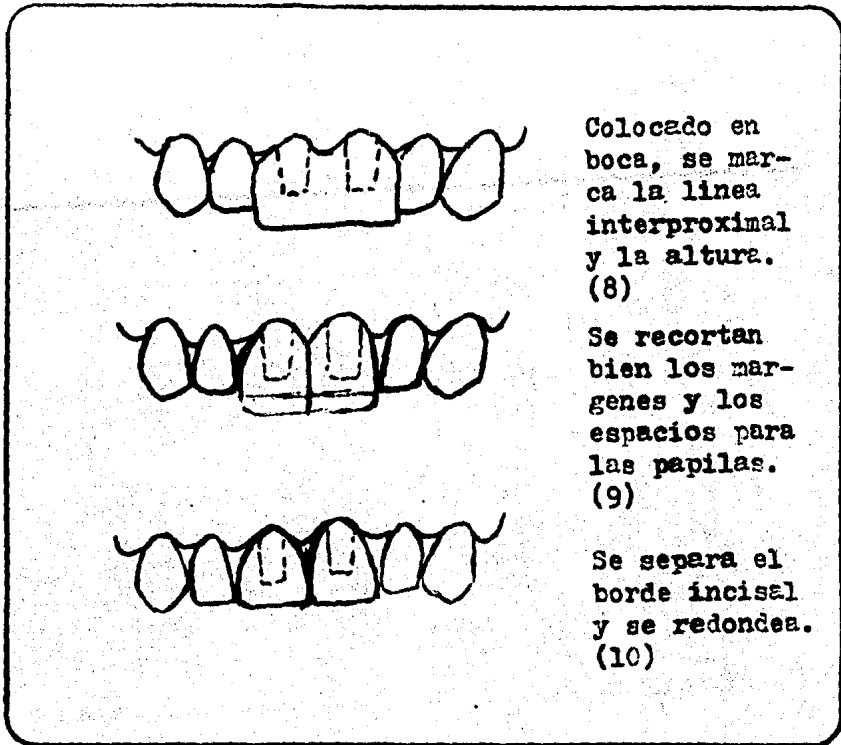 Colocado en
boca, se mar-
ca la linea
interproximal
y la altura.
(8)
Se recortan
bien los mar-
genes y los
espacios para
las papilas.
(9)
Se separa el
borde incisal
y se redondea.
(10)